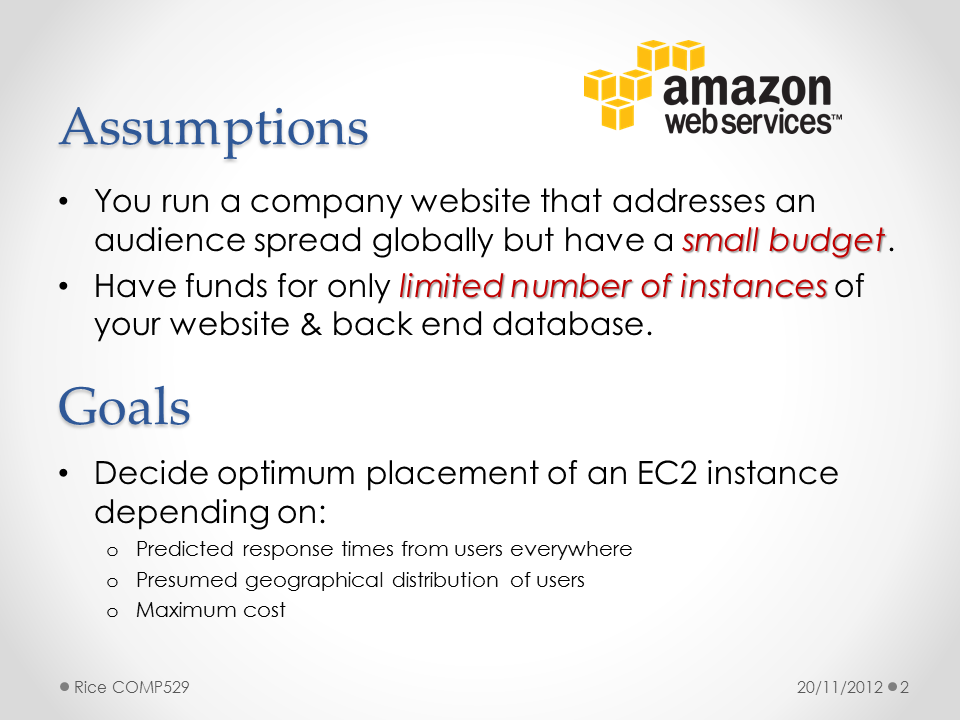 amazon
webservices™
Assumptions
• You run a company website that addresses an
audience spread globally but have a small budget.
• Have funds for only limited number of instances of
your website & back end database.
Goals
• Decide optimum placement of an EC2 instance
depending on:
o Predicted response times from users everywhere
o Presumed geographical distribution of users
o Maximum cost
Rice COMP529
20/11/2012 2